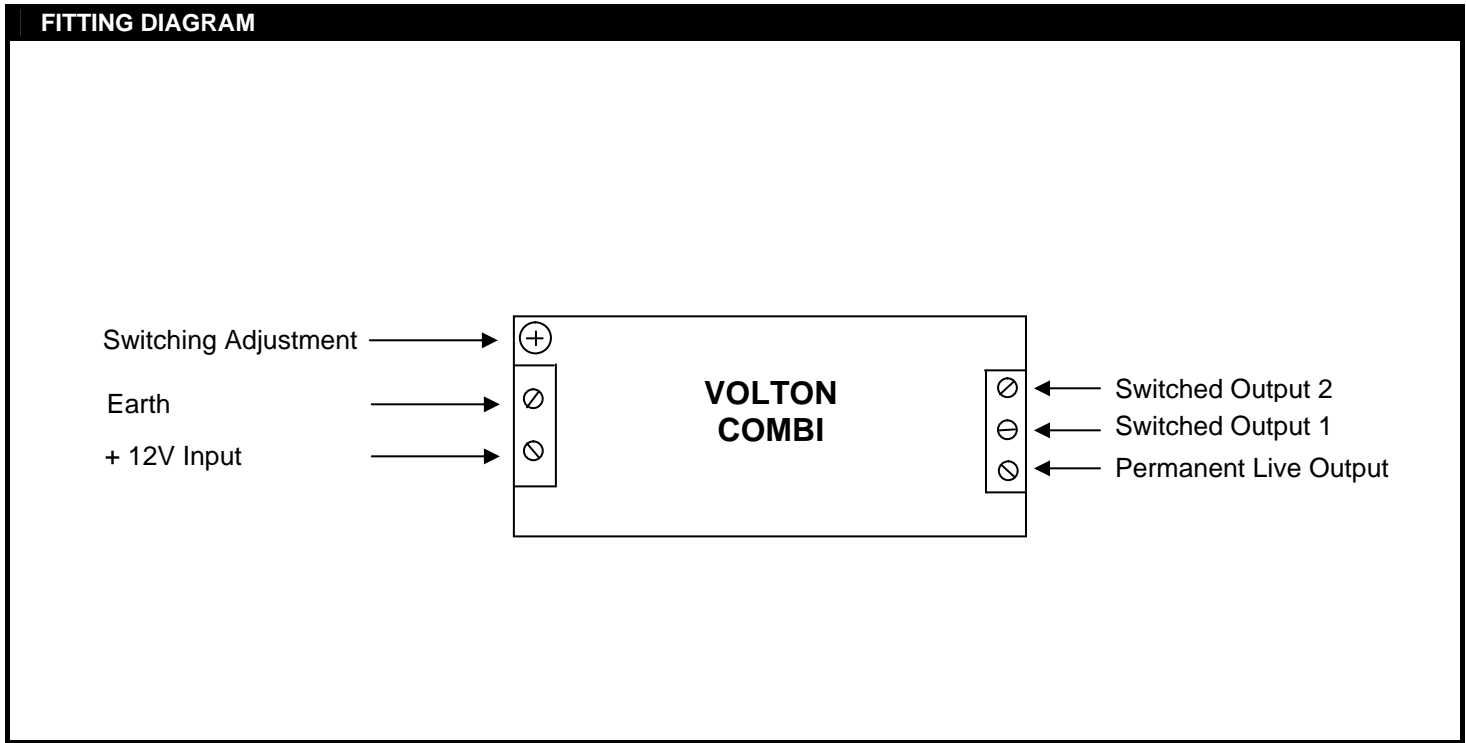 FITTING DIAGRAM
Switching Adjustment
Earth
+ 12V Input
VOLTON
COMBI
Switched Output 2
Switched Output 1
Permanent Live Output